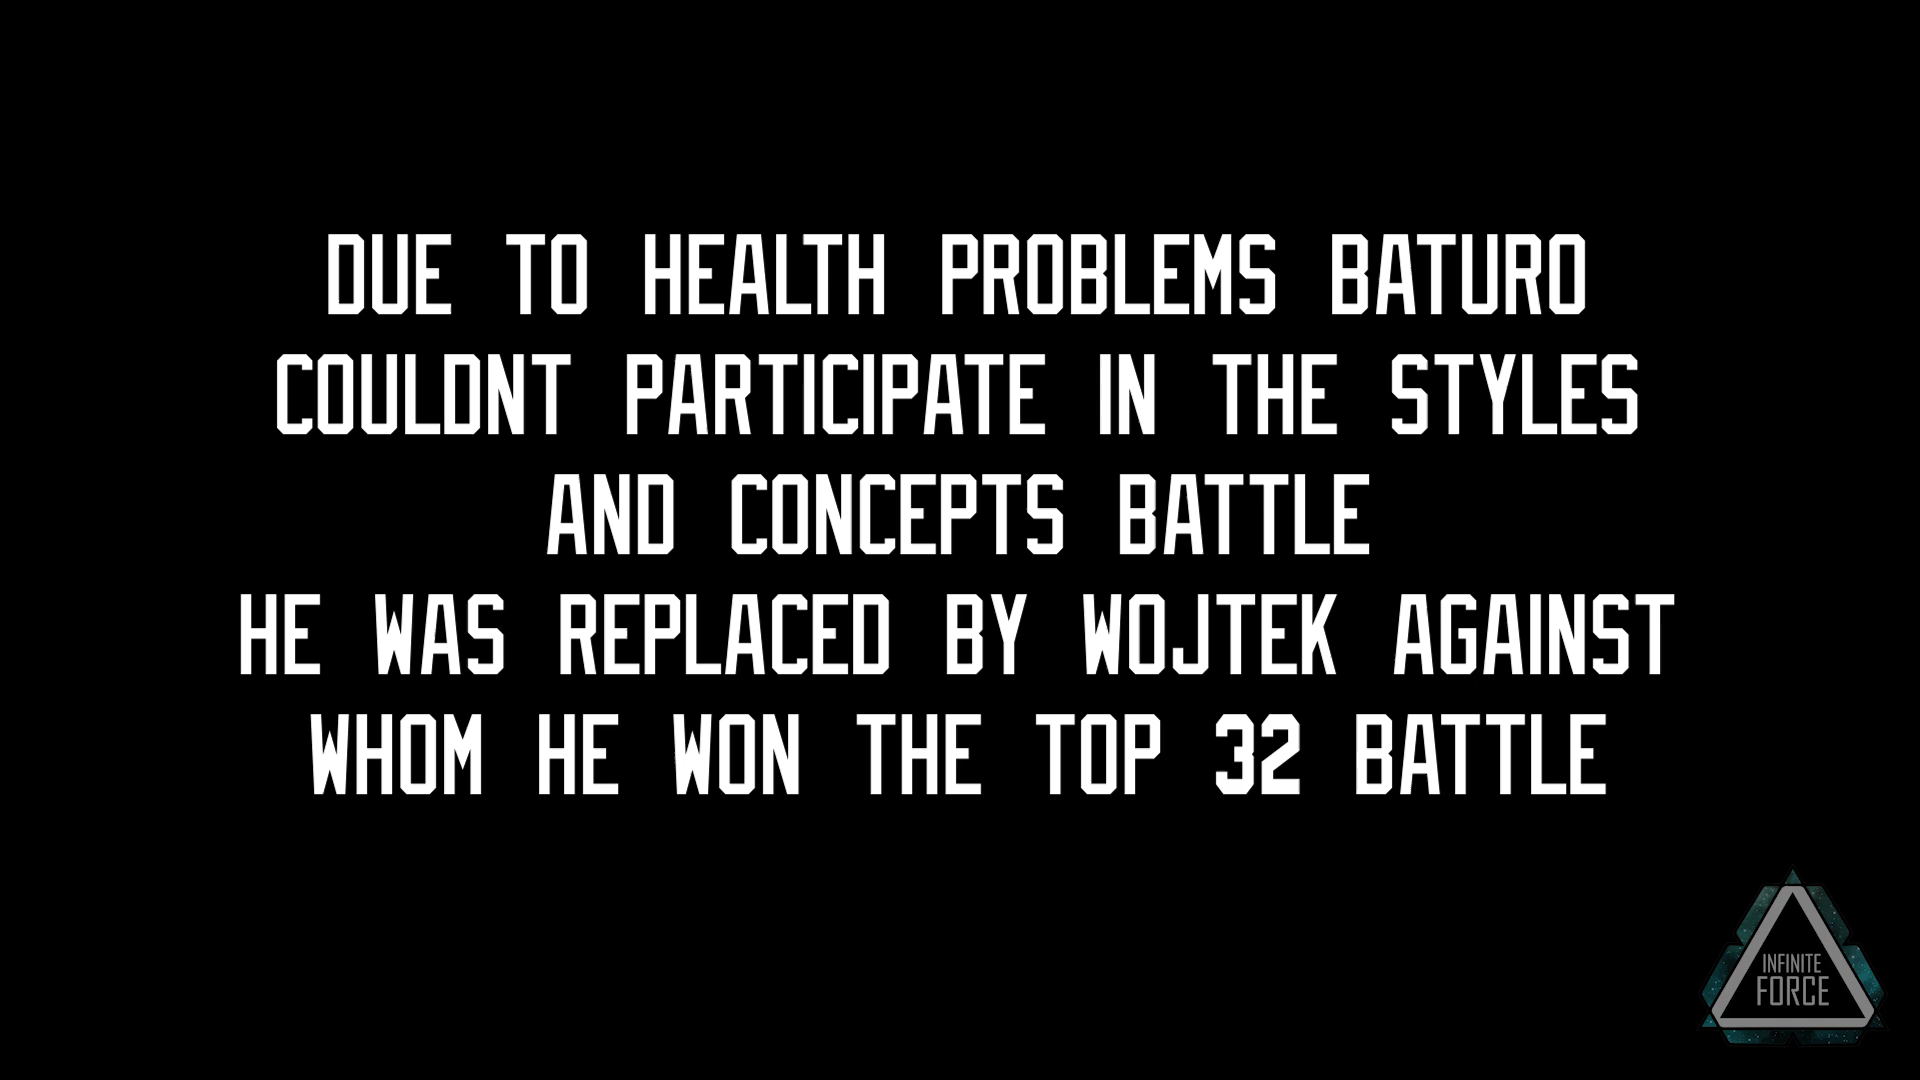 DUE TO HEALTH PROBLEMS BATURO
COULDNT PARTICIPATE IN THE STYLES
AND CONCEPTS BATTLE
HE WAS REPLACED BY WOJTEK AGAINST
WHOM HE WON THE TOP 32 BATTLE
INFINITE
FORCE